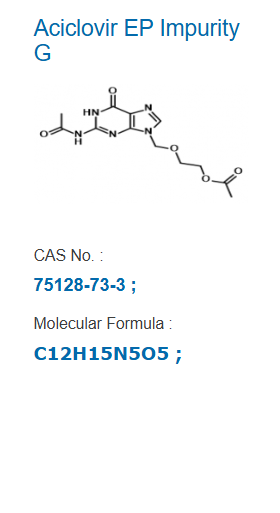 Aciclovir EP Impurity
G
O
HN
N
O
N
H
N
N
O
O
O
CAS No. :
75128-73-3 ;
Molecular Formula :
C12H15N5O5 ;